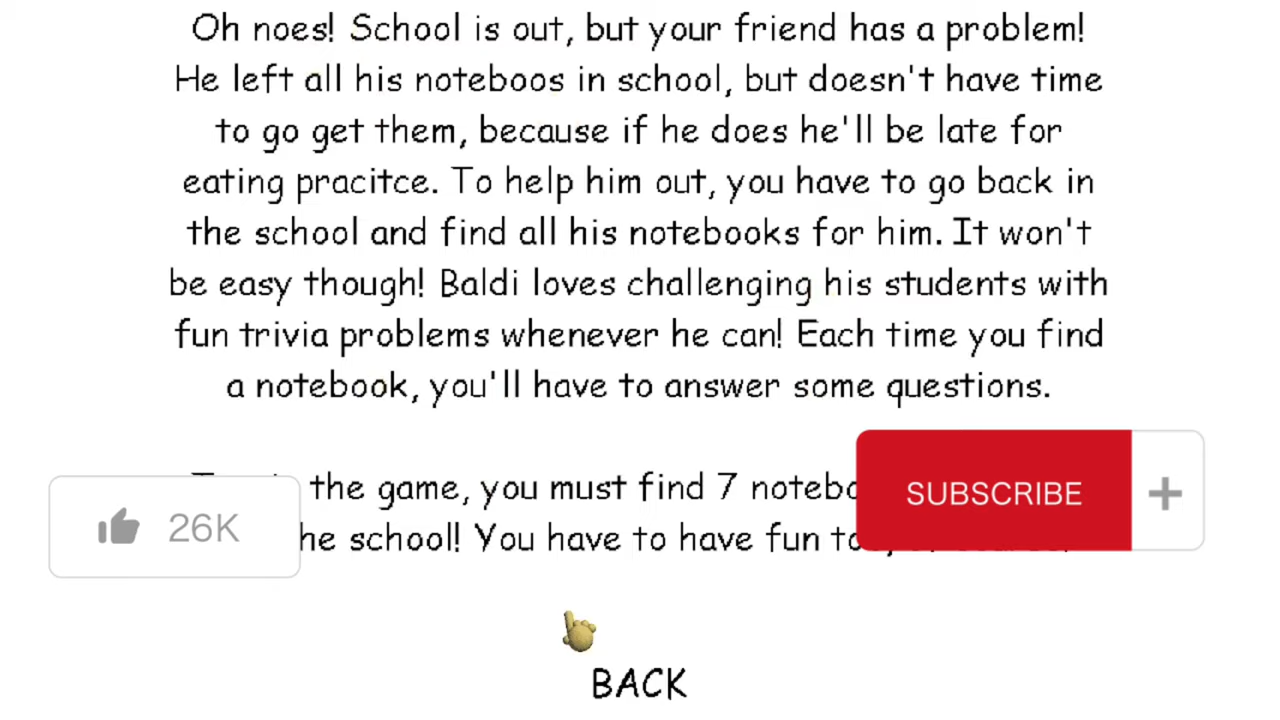 Oh noes! School is out, but your friend has a problem!
He left all his noteboos in school, but doesn't have time
to go get them, because if he does he'll be late for
eating pracitce. To help him out, you have to go back in
the school and find all his notebooks for him. It won't
be easy though! Baldi loves challenging his students with
fun trivia problems whenever he can! Each time you find
a notebook, you'll have to answer some questions.
the game, you must find 7
school! You have to have fun
26K
SUBSCRIBE +
BACK